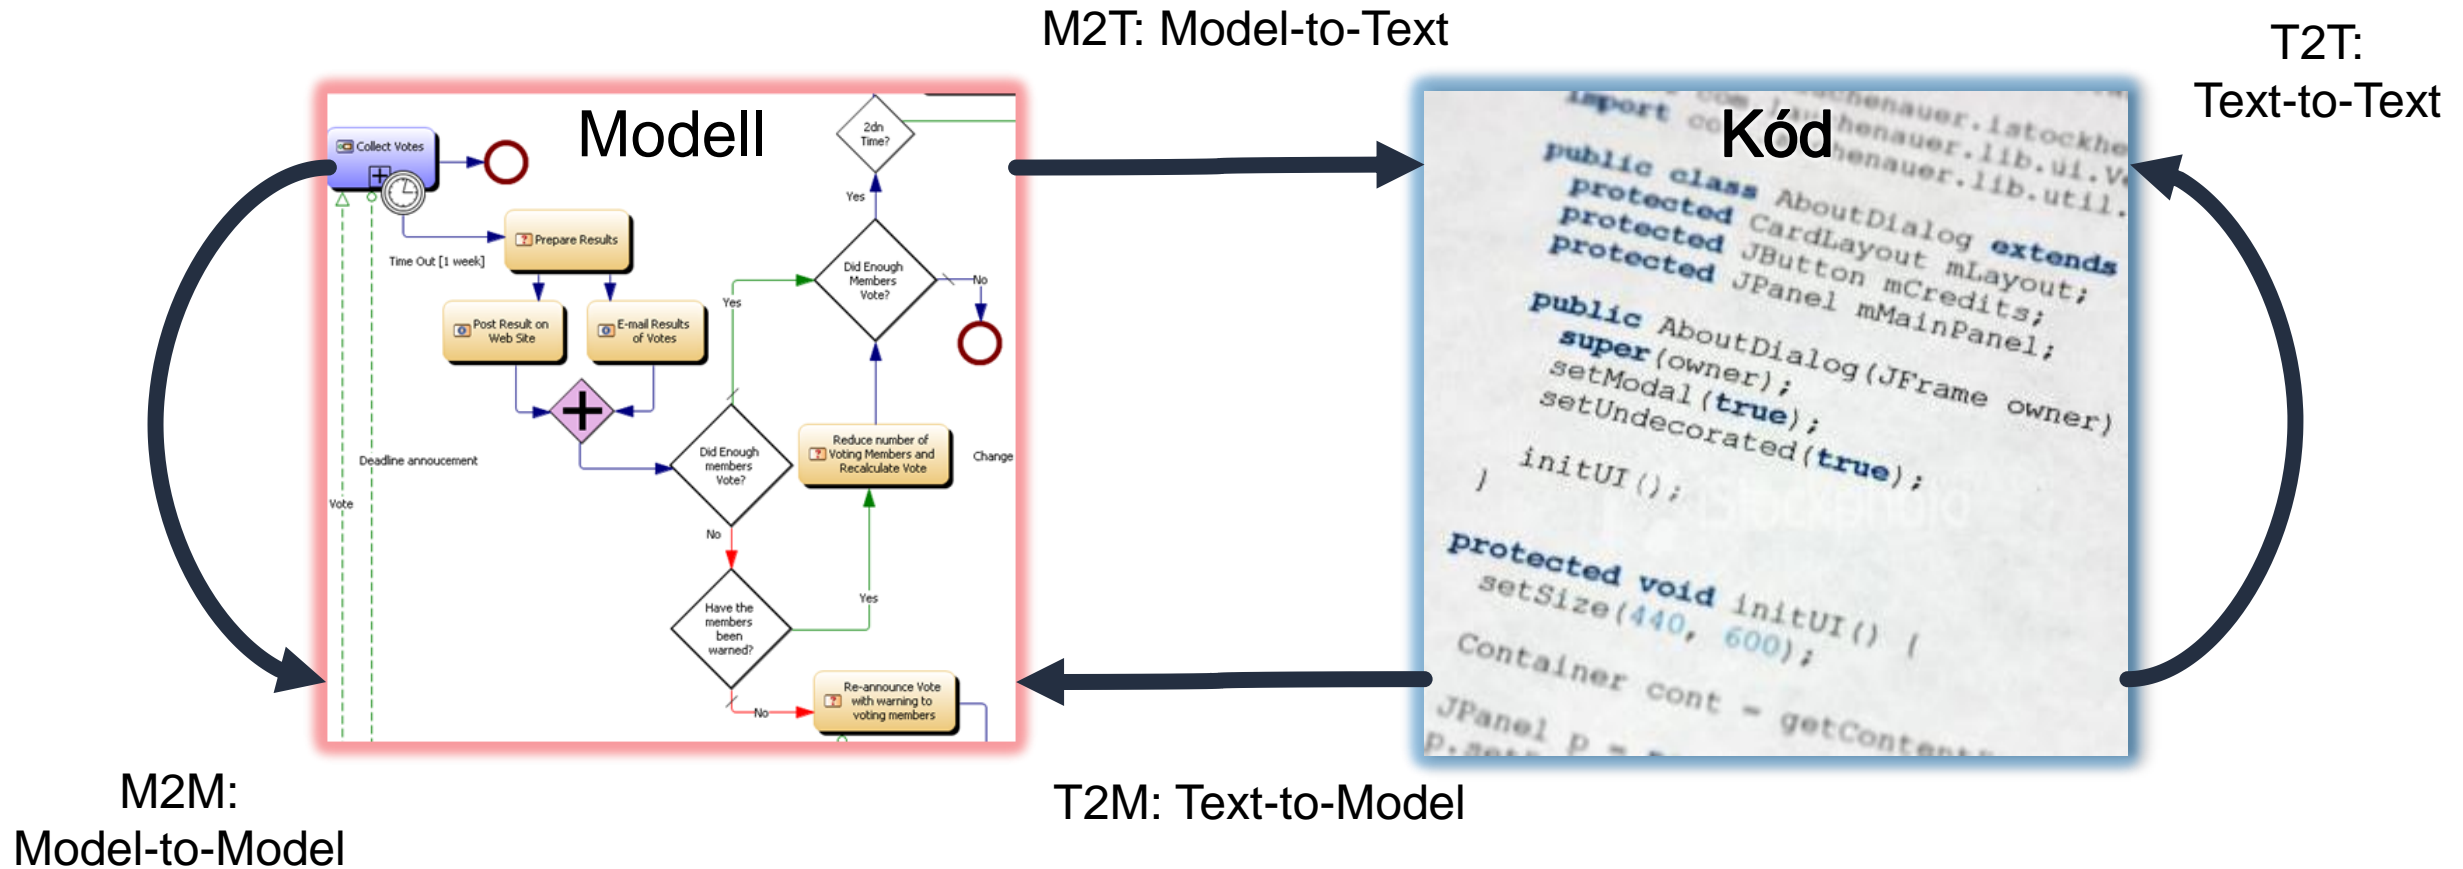 M2T: Model-to-Text
T2T:
Text-to-Text
Modell
Collect Votes
Time Out [1 week]
Prepare Results
Post Result on
Web Site
E-mail Results
of Votes
Deadline annoucement
Vote
Did Enough
members
Vote?
Yes
No
Have the
members
been
warned?
Yes
No
Re-announce Vote
with warning to
voting members
Reduce number of
Voting Members and
Recalculate Vote
Change
Did Enough
Members
Vote?
No
Yes
2dn
Time?
Kód
import
public class AboutDialog extends
protected CardLayout mLayout;
protected JButton mCredits;
protected JPanel mMainPanel;
public AboutDialog(JFrame owner)
super(owner);
setModal(true);
setUndecorated(true);
initUI();
}
protected void initUI() {
setSize(440, 600);
Container cont = getContent
JPanel p =
M2M:
Model-to-Model
T2M: Text-to-Model